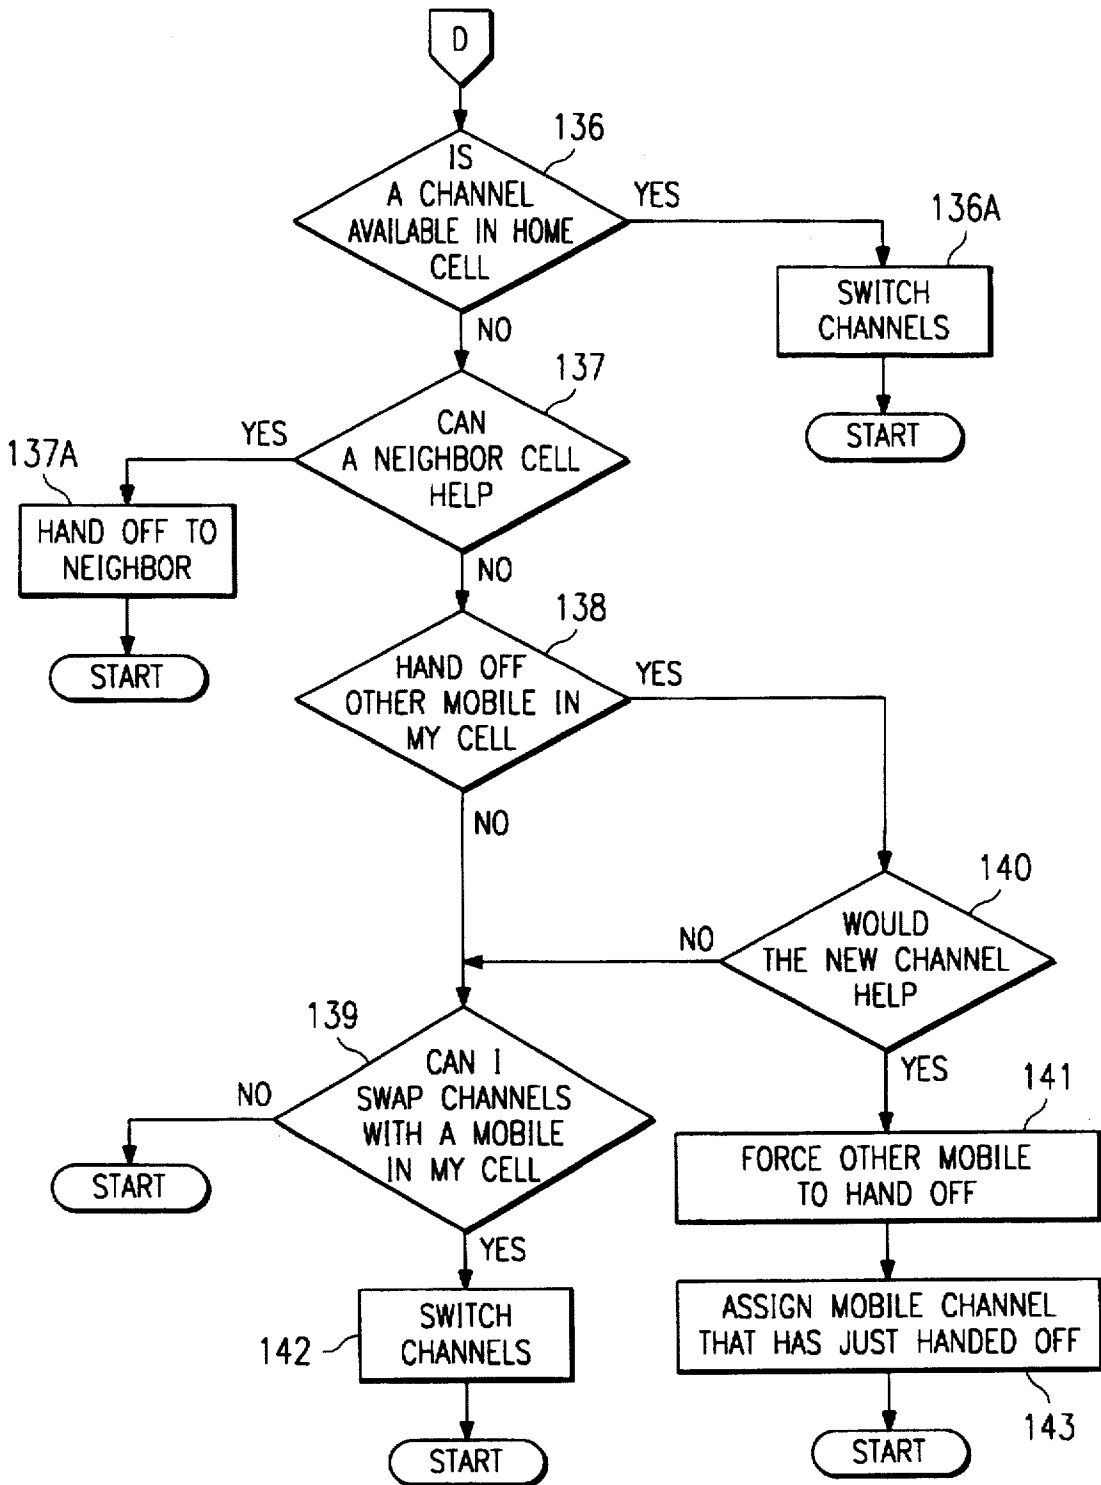 D
136
IS
A CHANNEL
AVAILABLE IN HOME
CELL
YES
136A
SWITCH
CHANNELS
START
NO
137
CAN
A NEIGHBOR CELL
HELP
YES
137A
HAND OFF TO
NEIGHBOR
START
NO
138
HAND OFF
OTHER MOBILE IN
MY CELL
YES
NO
140
WOULD
THE NEW CHANNEL
HELP
NO
YES
139
CAN I
SWAP CHANNELS
WITH A MOBILE
IN MY CELL
NO
START
YES
141
FORCE OTHER MOBILE
TO HAND OFF
142
SWITCH
CHANNELS
START
ASSIGN MOBILE CHANNEL
THAT HAS JUST HANDED OFF
143
START